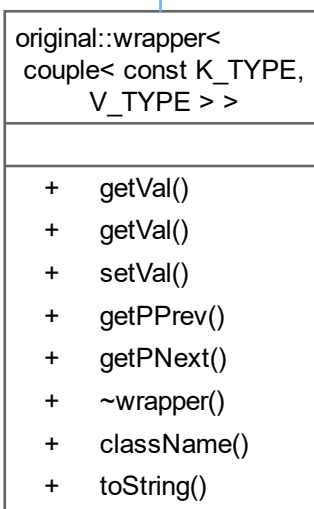 original::wrapper<
couple< const K_TYPE,
V_TYPE > >
+ getVal()
+ getVal()
+ setVal()
+ getPPrev()
+ getPNext()
+ ~wrapper()
+ className()
+ toString()